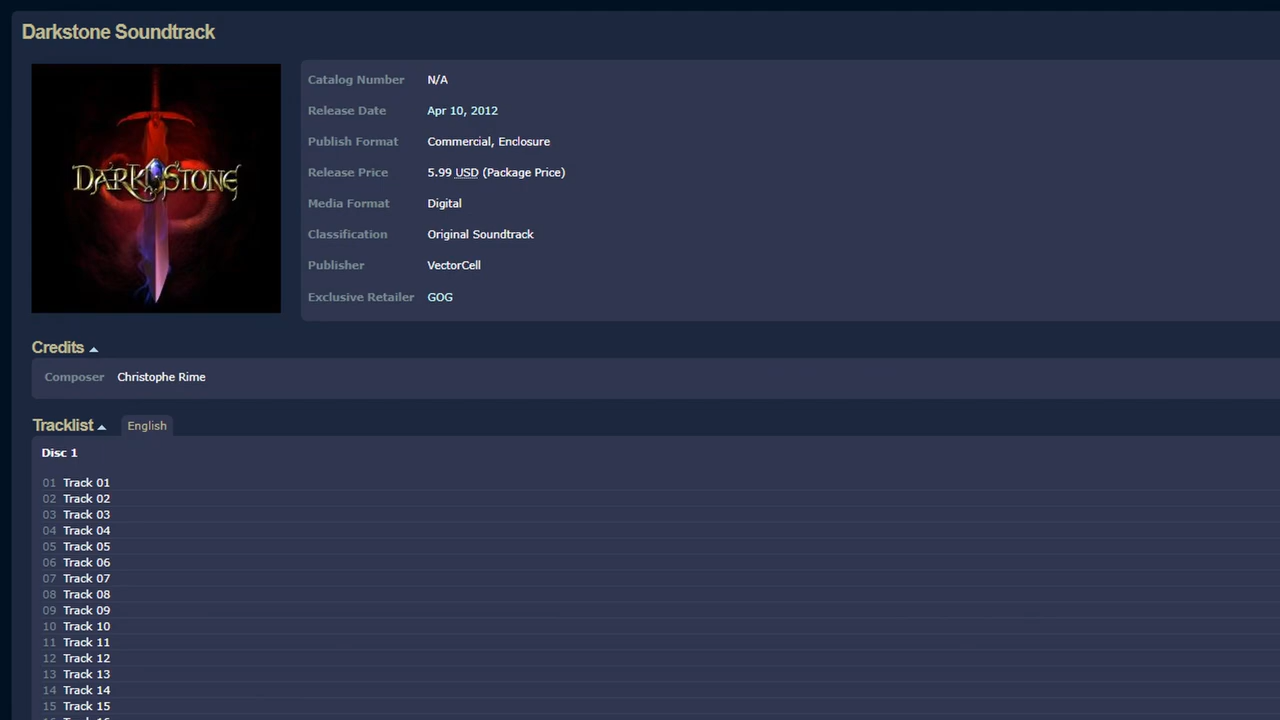 Darkstone Soundtrack
DARKSTONE
Catalog Number N/A
Release Date Apr 10, 2012
Publish Format Commercial, Enclosure
Release Price 5.99 USD (Package Price)
Media Format Digital
Classification Original Soundtrack
Publisher VectorCell
Exclusive Retailer GOG
Credits
Composer Christophe Rime
Tracklist English
Disc 1
01 Track 01
02 Track 02
03 Track 03
04 Track 04
05 Track 05
06 Track 06
07 Track 07
08 Track 08
09 Track 09
10 Track 10
11 Track 11
12 Track 12
13 Track 13
14 Track 14
15 Track 15